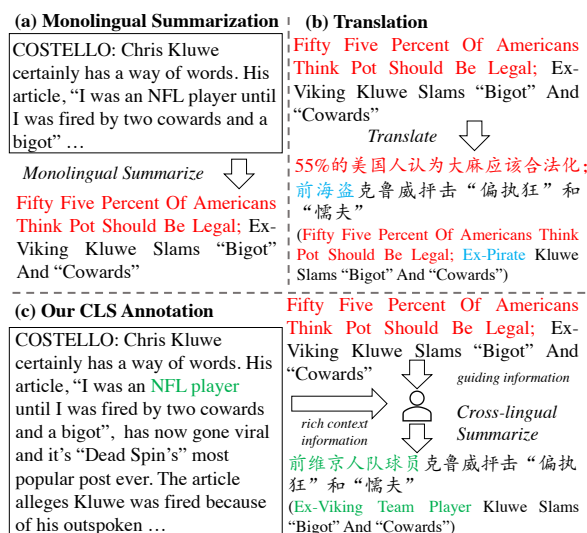 (a) Monolingual Summarization
COSTELLO: Chris Kluwe
certainly has a way of words. His
article, “I was an NFL player until
I was fired by two cowards and a
bigot” …
Monolingual Summarize
Fifty Five Percent Of Americans
Think Pot Should Be Legal; Ex-
Viking Kluwe Slams “Bigot”
And “Cowards”
(b) Translation
Fifty Five Percent Of Americans
Think Pot Should Be Legal; Ex-
Viking Kluwe Slams “Bigot” And
“Cowards”
Translate
55%的美国人认为大麻应该合法化;
前海盗克鲁威抨击“偏执狂”和
“懦夫”
(Fifty Five Percent Of Americans Think
Pot Should Be Legal; Ex-Pirate Kluwe
Slams “Bigot” And “Cowards”)
(c) Our CLS Annotation
COSTELLO: Chris Kluwe
certainly has a way of words. His
article, “I was an NFL player
until I was fired by two cowards
and a bigot”, has now gone viral
and it’s “Dead Spin’s” most
popular post ever. The article
alleges Kluwe was fired because
of his outspoken …
Fifty Five Percent Of Americans
Think Pot Should Be Legal; Ex-
Viking Kluwe Slams “Bigot” And
“Cowards”
guiding information
rich context
information
Cross-lingual
Summarize
前维京人队球员克鲁威抨击“偏执
狂”和“懦夫”
(Ex-Viking Team Player Kluwe Slams
“Bigot” And “Cowards”)